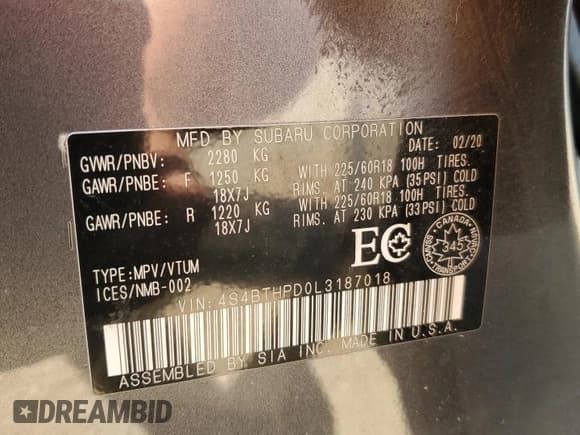 MFD BY SUBARU CORPORATION
DATE: 02/20
GVWR/PNBV: 2280 KG
GAWR/PNBE: F 1250 KG WITH 225/60R18 100H TIRES.
18X7J RIMS. AT 240 KPA (35PSI) COLD
GAWR/PNBE: R 1220 KG WITH 225/60R18 100H TIRES.
18X7J RIMS. AT 230 KPA (33PSI) COLD
EC
CANADA
345
TYPE:MPV/VTUM
ICES/NMB-002
VIN:4S4BTHPD0L3187018
ASSEMBLED BY SIA INC. MADE IN U.S.A.
DREAMBID